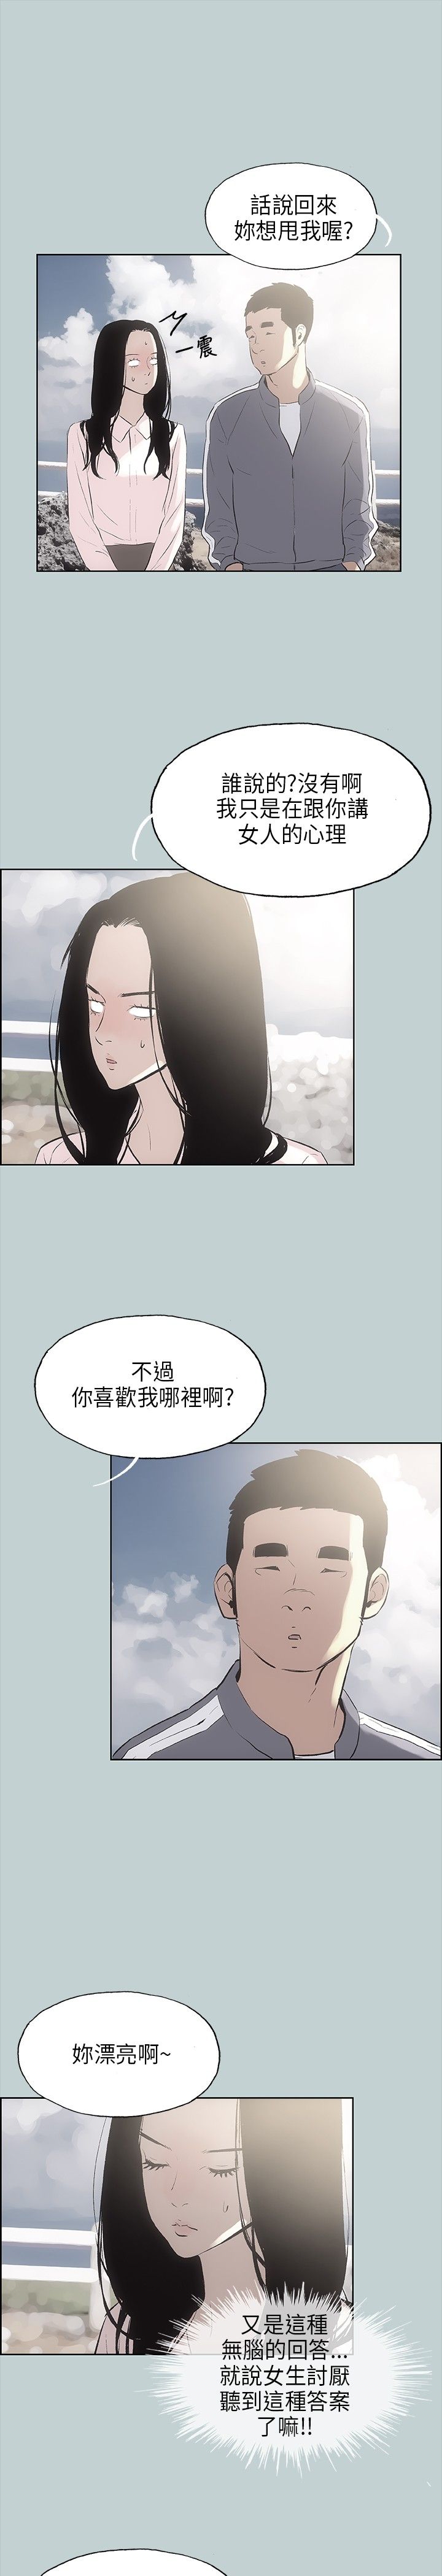 話說回來
妳想甩我喔?
一震
誰說的?沒有啊
我只是在跟你講
女人的心理
不過
你喜歡我哪裡啊?
妳漂亮啊~
又是這種
無腦的回答...
就說女生討厭
聽到這種答案
了嘛!!